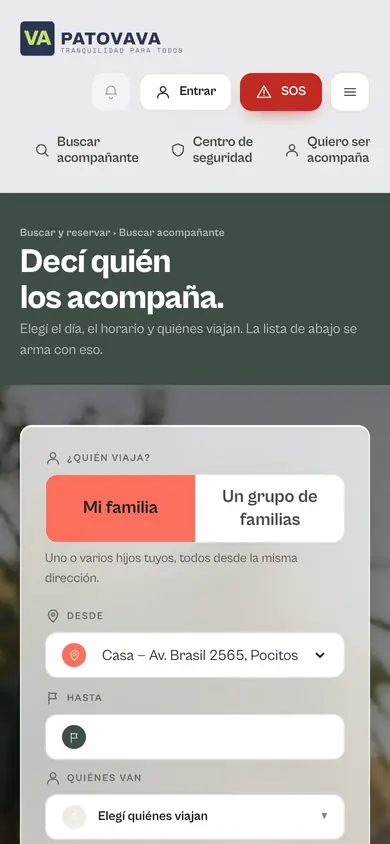 VA PATOVAVA
TRANQUILIDAD PARA TODOS
Entrar
SOS
Buscar
acompañante
Centro de
seguridad
Quiero ser
acompaña
Buscar y reservar › Buscar acompañante
Decí quién
los acompaña.
Elegí el día, el horario y quiénes viajan. La lista de abajo se
arma con eso.
¿QUIÉN VIAJA?
Mi familia
Un grupo de
familias
Uno o varios hijos tuyos, todos desde la misma
dirección.
DESDE
Casa – Av. Brasil 2565, Pocitos
HASTA
QUIÉNES VAN
Elegí quiénes viajan